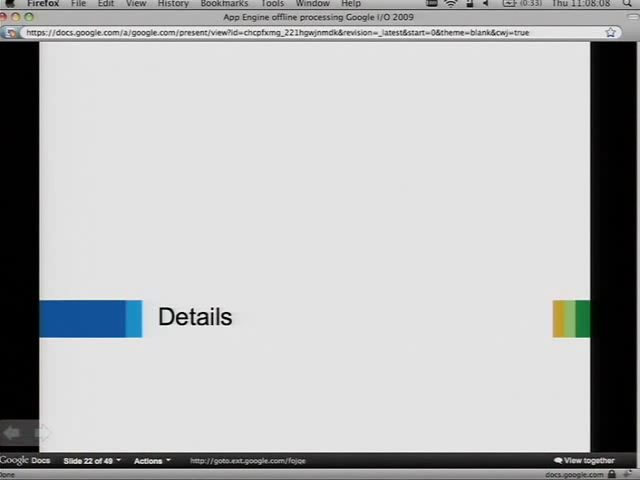 Firefox File Edit View History Bookmarks Tools Window Help (0:33) Thu 11:08:08
App Engine offline processing Google I/O 2009
https://docs.google.com/a/google.com/present/view?id=chcpfxmg_221hgwjnmdk&revision=_latest&start=0&theme=blank&cwj=true
Details
Google Docs Slide 22 of 49 Actions http://goto.ext.google.com/fojqe View together
Done docs.google.com